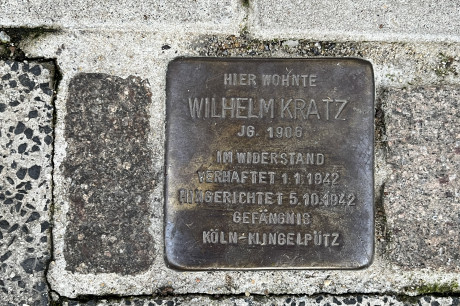 HIER WOHNTE
WILHELM KRATZ
JG. 1906
IM WIDERSTAND
VERHAFTET 1.1.1942
HINGERICHTET 5.10.1942
GEFÄNGNIS
KÖLN-KLINGELPÜTZ